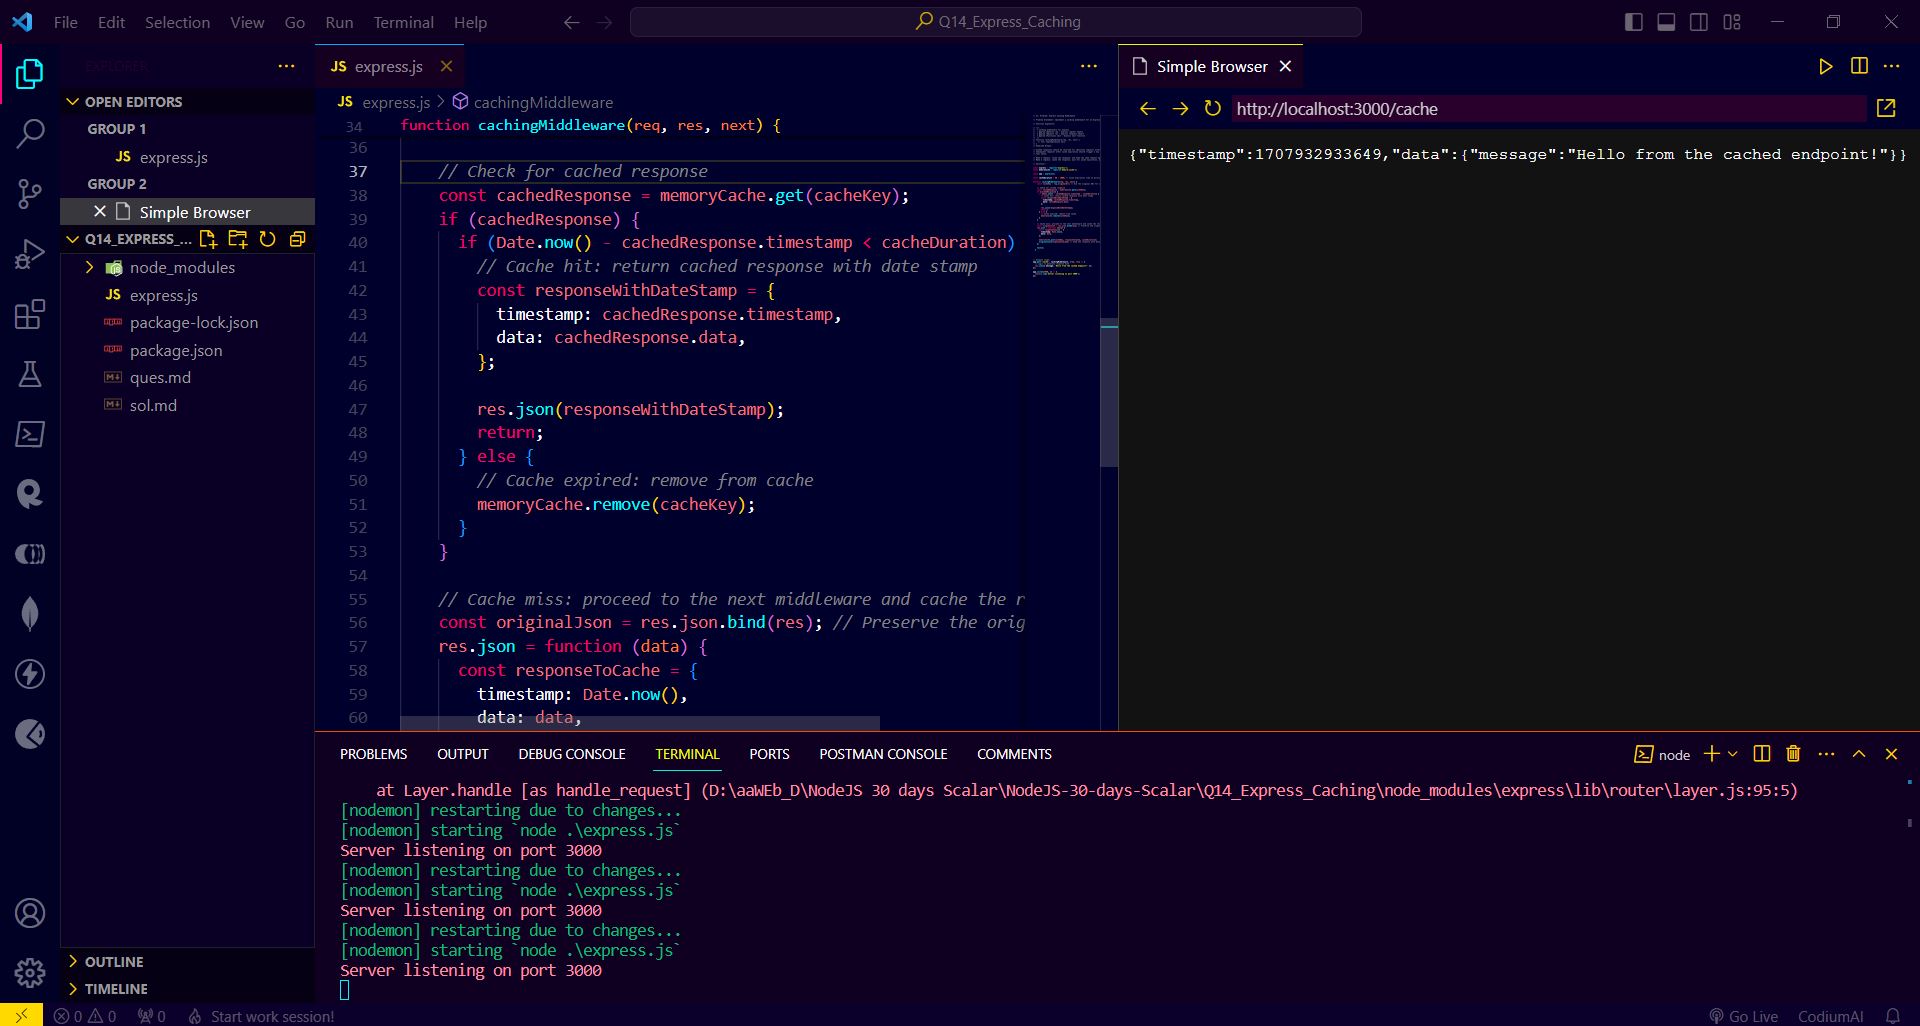 File Edit Selection View Go Run Terminal Help
Q14_Express_Caching
EXPLORER
OPEN EDITORS
GROUP 1
JS express.js
GROUP 2
Simple Browser
Q14_EXPRESS_...
node_modules
JS express.js
package-lock.json
package.json
ques.md
sol.md
OUTLINE
TIMELINE
JS express.js
JS express.js > cachingMiddleware
34 function cachingMiddleware(req, res, next) {
36
37 // Check for cached response
38 const cachedResponse = memoryCache.get(cacheKey);
39 if (cachedResponse) {
40 if (Date.now() - cachedResponse.timestamp < cacheDuration)
41 // Cache hit: return cached response with date stamp
42 const responseWithDateStamp = {
43 timestamp: cachedResponse.timestamp,
44 data: cachedResponse.data,
45 };
46
47 res.json(responseWithDateStamp);
48 return;
49 } else {
50 // Cache expired: remove from cache
51 memoryCache.remove(cacheKey);
52 }
53 }
54
55 // Cache miss: proceed to the next middleware and cache the r
56 const originalJson = res.json.bind(res); // Preserve the orig
57 res.json = function (data) {
58 const responseToCache = {
59 timestamp: Date.now(),
60 data: data,
Simple Browser
http://localhost:3000/cache
{"timestamp":1707932933649,"data":{"message":"Hello from the cached endpoint!"}}
PROBLEMS OUTPUT DEBUG CONSOLE TERMINAL PORTS POSTMAN CONSOLE COMMENTS
node
at Layer.handle [as handle_request] (D:\aaWEb_D\NodeJS 30 days Scalar\NodeJS-30-days-Scalar\Q14_Express_Caching\node_modules\express\lib\router\layer.js:95:5)
[nodemon] restarting due to changes...
[nodemon] starting `node .\express.js`
Server listening on port 3000
[nodemon] restarting due to changes...
[nodemon] starting `node .\express.js`
Server listening on port 3000
[nodemon] restarting due to changes...
[nodemon] starting `node .\express.js`
Server listening on port 3000
0 0 0 Start work session! Go Live CodiumAI